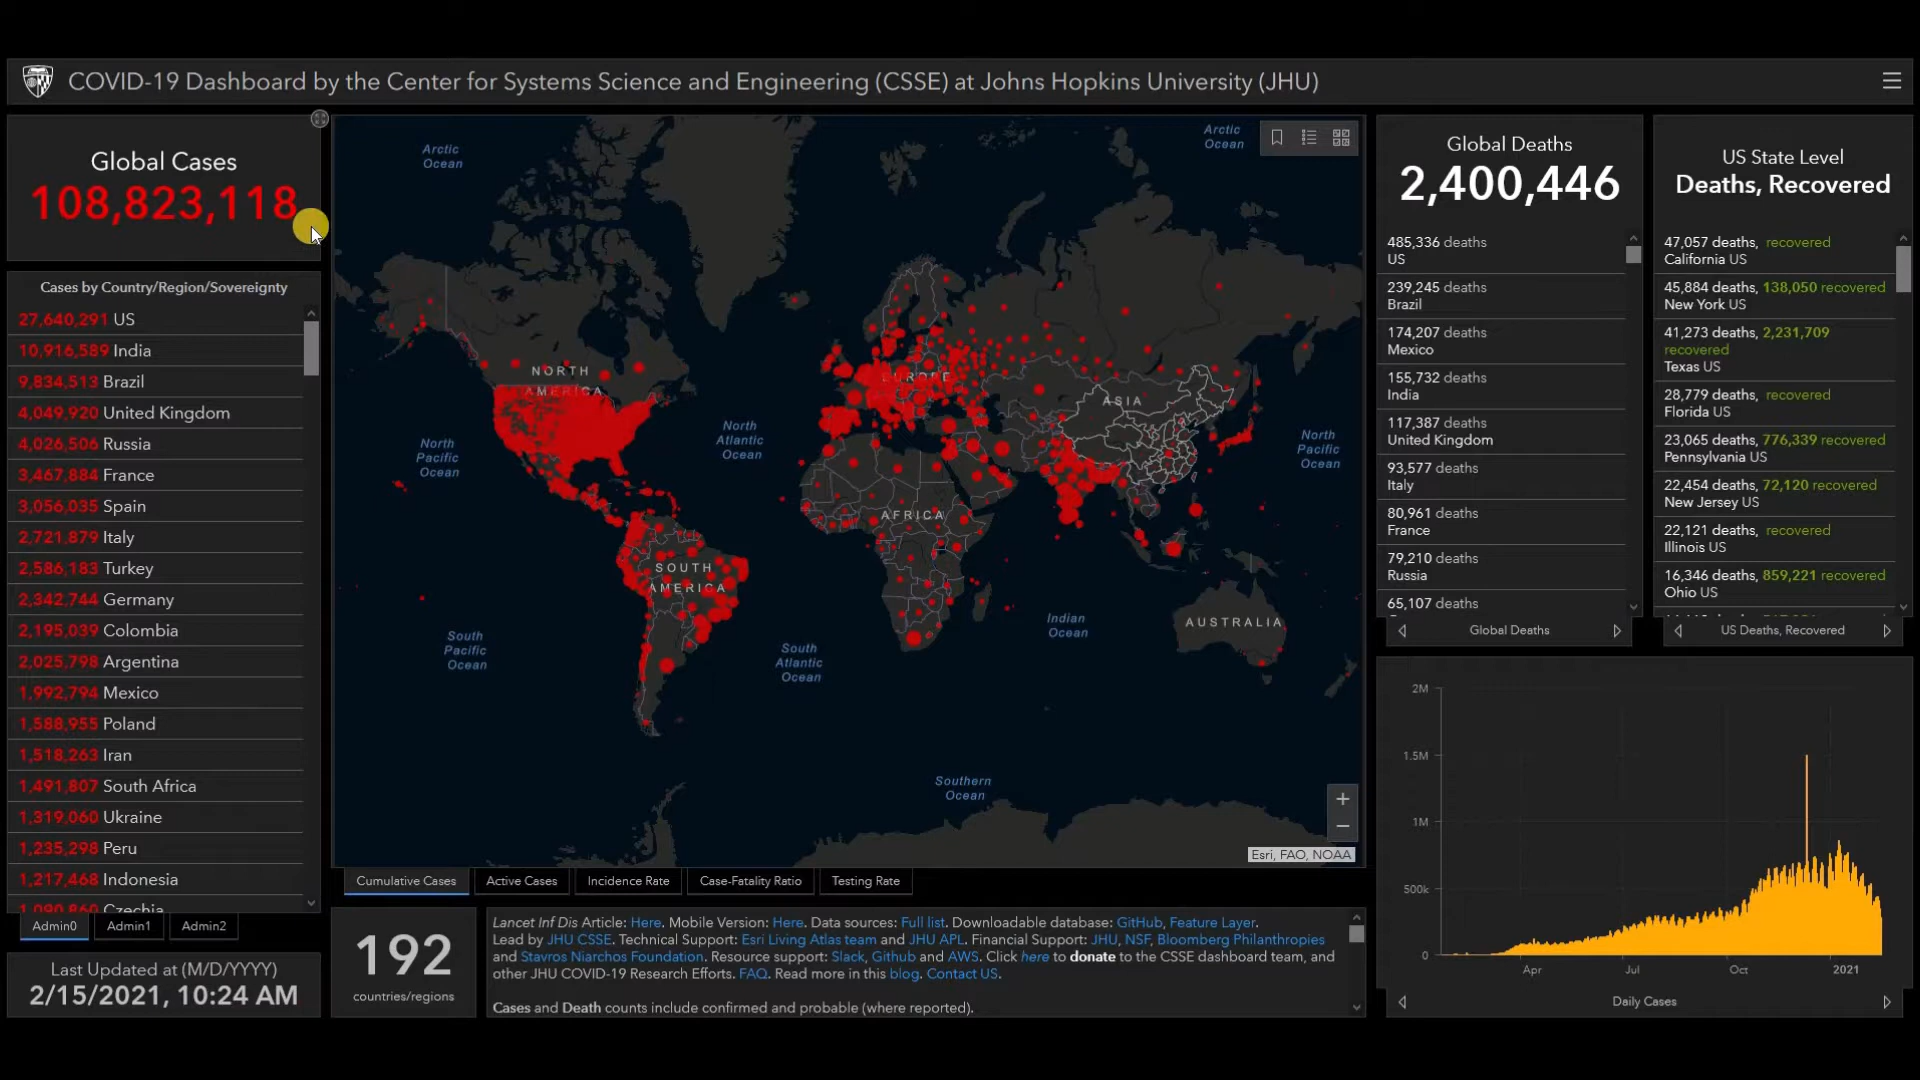 COVID-19 Dashboard by the Center for Systems Science and Engineering (CSSE) at Johns Hopkins University (JHU)
Global Cases
108,823,118
Cases by Country/Region/Sovereignty
27,640,291 US
10,916,589 India
9,834,513 Brazil
4,049,920 United Kingdom
4,026,506 Russia
3,467,884 France
3,056,035 Spain
2,721,879 Italy
2,586,183 Turkey
2,342,744 Germany
2,195,039 Colombia
2,025,798 Argentina
1,992,794 Mexico
1,588,955 Poland
1,518,263 Iran
1,491,807 South Africa
1,319,060 Ukraine
1,235,298 Peru
1,217,468 Indonesia
1,090,860 Czechia
Admin0
Admin1
Admin2
Last Updated at (M/D/YYYY)
2/15/2021, 10:24 AM
Arctic
Ocean
Arctic
Ocean
NORTH
AMERICA
EUROPE
ASIA
North
Pacific
Ocean
North
Atlantic
Ocean
North
Pacific
Ocean
AFRICA
SOUTH
AMERICA
AUSTRALIA
Indian
Ocean
South
Pacific
Ocean
South
Atlantic
Ocean
Southern
Ocean
Esri, FAO, NOAA
Cumulative Cases
Active Cases
Incidence Rate
Case-Fatality Ratio
Testing Rate
192
countries/regions
Lancet Inf Dis Article: Here. Mobile Version: Here. Data sources: Full list. Downloadable database: GitHub, Feature Layer.
Lead by JHU CSSE. Technical Support: Esri Living Atlas team and JHU APL. Financial Support: JHU, NSF, Bloomberg Philanthropies
and Stavros Niarchos Foundation. Resource support: Slack, Github and AWS. Click here to donate to the CSSE dashboard team, and
other JHU COVID-19 Research Efforts. FAQ. Read more in this blog. Contact US.
Cases and Death counts include confirmed and probable (where reported).
Global Deaths
2,400,446
485,336 deaths
US
239,245 deaths
Brazil
174,207 deaths
Mexico
155,732 deaths
India
117,387 deaths
United Kingdom
93,577 deaths
Italy
80,961 deaths
France
79,210 deaths
Russia
65,107 deaths
Global Deaths
US State Level
Deaths, Recovered
47,057 deaths, recovered
California US
45,884 deaths, 138,050 recovered
New York US
41,273 deaths, 2,231,709
recovered
Texas US
28,779 deaths, recovered
Florida US
23,065 deaths, 776,339 recovered
Pennsylvania US
22,454 deaths, 72,120 recovered
New Jersey US
22,121 deaths, recovered
Illinois US
16,346 deaths, 859,221 recovered
Ohio US
US Deaths, Recovered
2M
1.5M
1M
500k
0
Apr
Jul
Oct
2021
Daily Cases